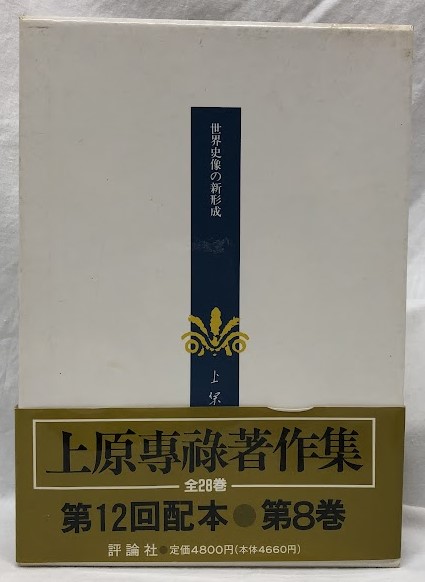 世界史像の新形成
上原專祿著作集
全28巻
第12回配本●第8巻
評論社●定価4800円(本体4660円)